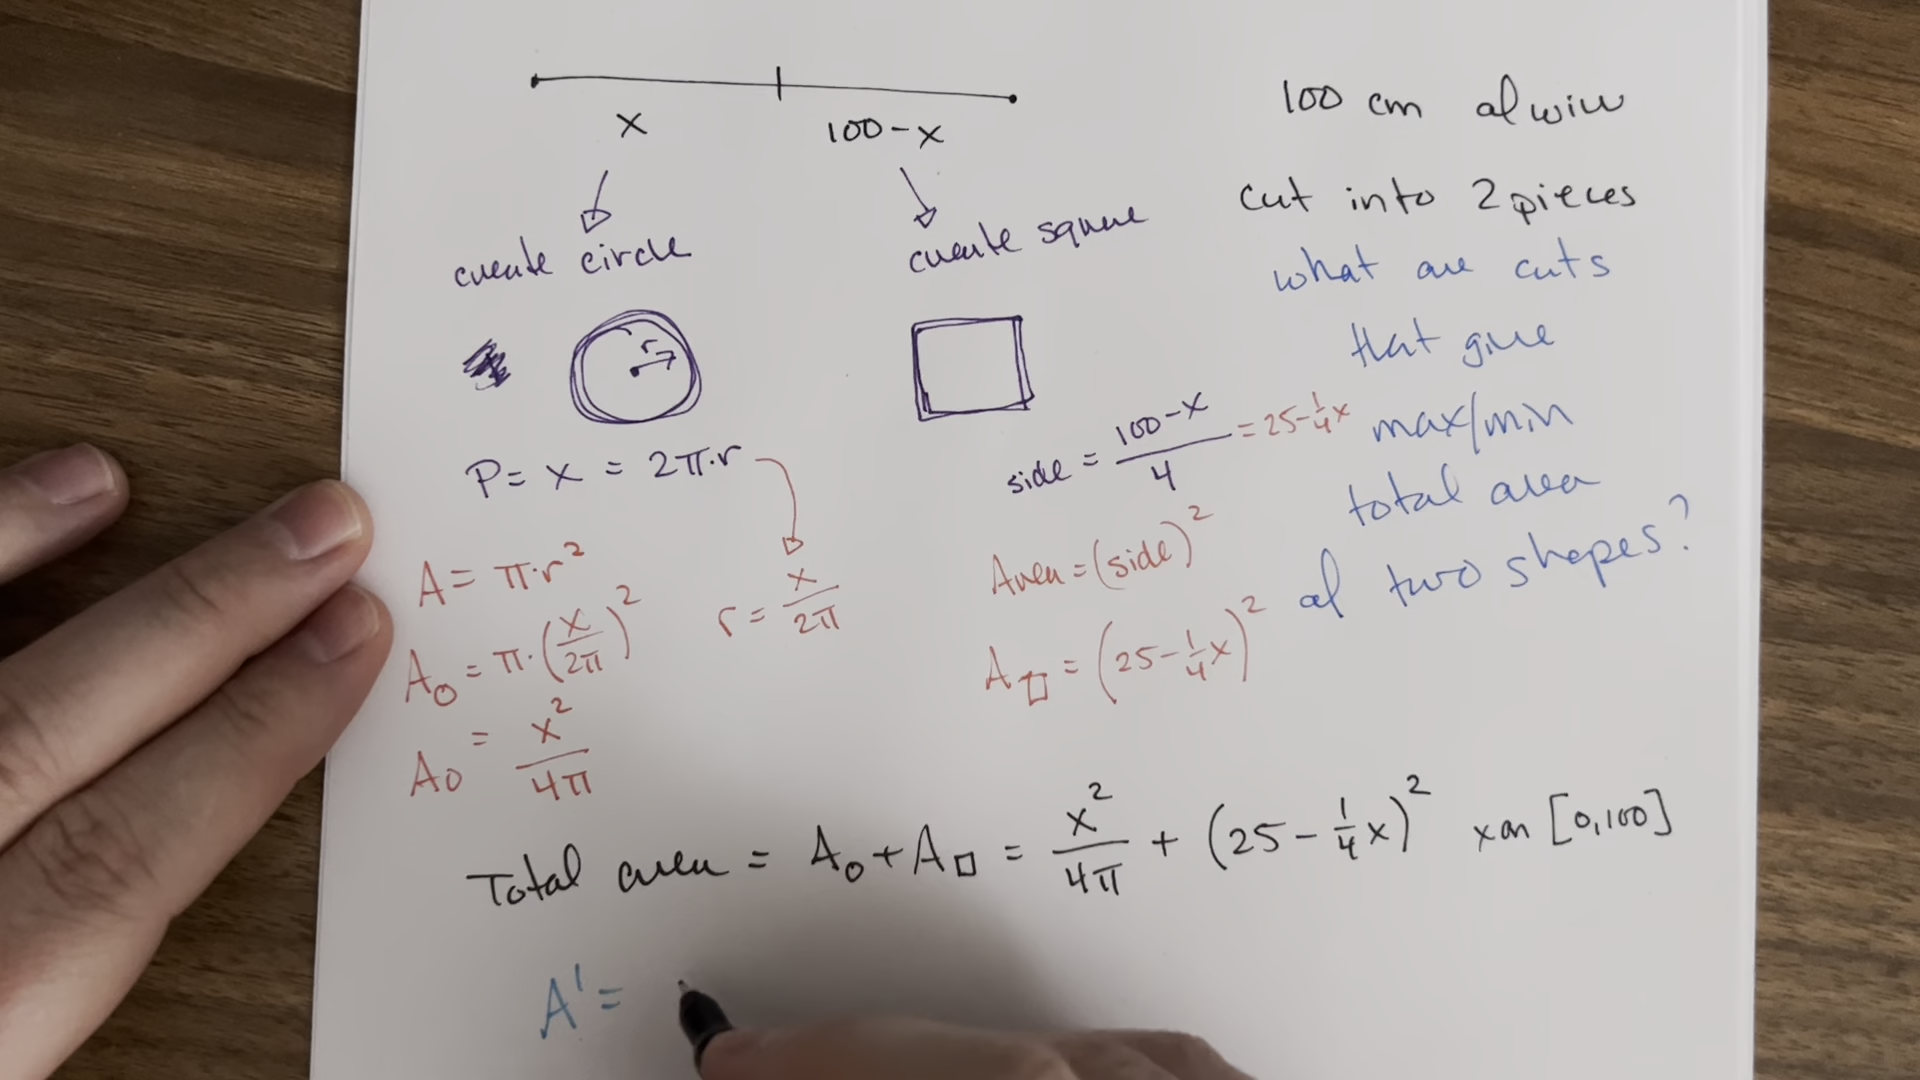 x
100-x
100 cm of wire
cut into 2 pieces
create circle
create square
what are cuts
that give
max/min
total area
of two shapes?
r
P = x = 2π·r
side = (100-x)/4 = 25-1/4x
A = π·r²
r = x/2π
Area = (side)²
A○ = π·(x/2π)²
A□ = (25-1/4x)²
A○ = x²/4π
Total area = A○+A□ = x²/4π + (25-1/4x)² x on [0,100]
A' =